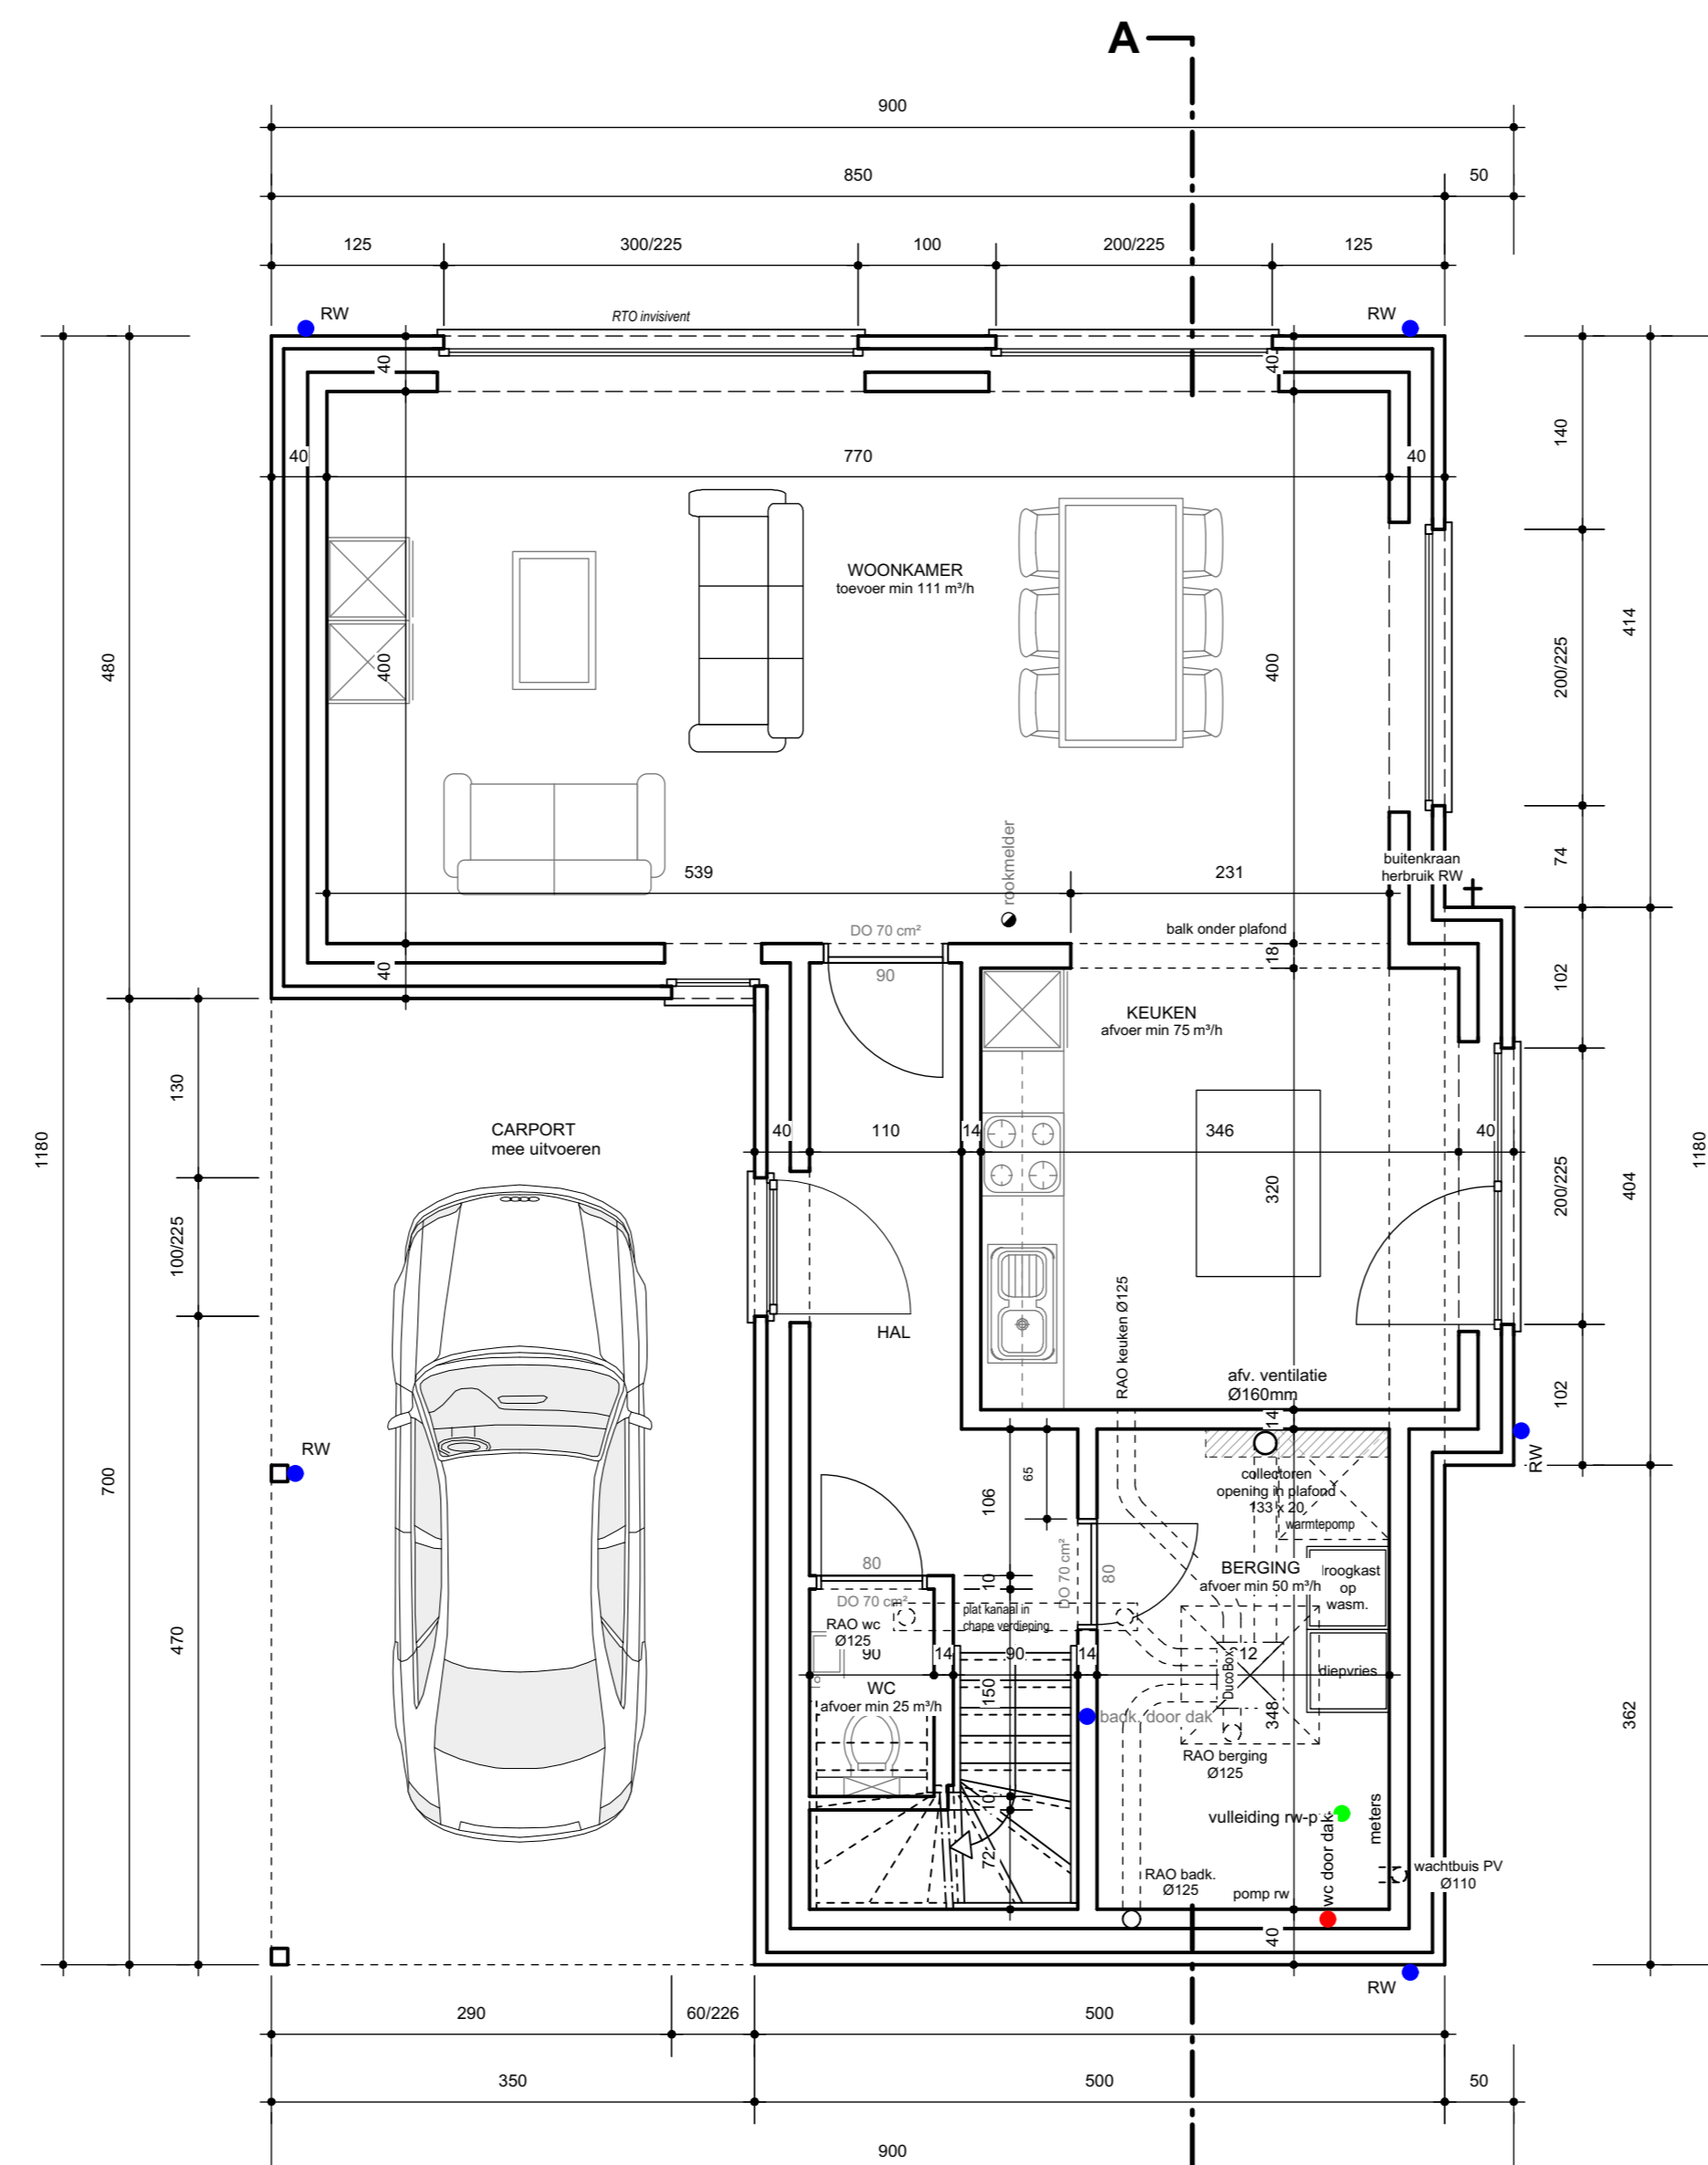 A
900
850
50
125
300/225
100
200/225
125
RW
RTO invisivent
RW
40
40
140
40
770
40
WOONKAMER
toevoer min 111 m³/h
480
400
400
200/225
414
rookmelder
74
buitenkraan
herbruik RW
539
231
DO 70 cm²
balk onder plafond
40
18
90
102
KEUKEN
afvoer min 75 m³/h
130
CARPORT
mee uitvoeren
1180
40
110
14
346
40
1180
320
200/225
404
100/225
HAL
RAO keuken Ø125
afv. ventilatie
Ø160mm
102
14
RW
RW
700
65
106
collectoren
opening in plafond
133 x 20
warmtepomp
80
DO 70 cm²
80
BERGING
afvoer min 50 m³/h
roogkast
op
wasm.
10
DO 70 cm²
plat kanaal in
chape verdieping
RAO wc
Ø125
470
90
14
90
14
212
DucoBox
diepvries
WC
afvoer min 25 m³/h
150
348
362
badk. door dak
RAO berging
Ø125
10
vulleiding rw-p
wc door dak
meters
72
RAO badk.
Ø125
pomp rw
wachtbuis PV
Ø110
40
RW
290
60/226
500
350
500
50
900